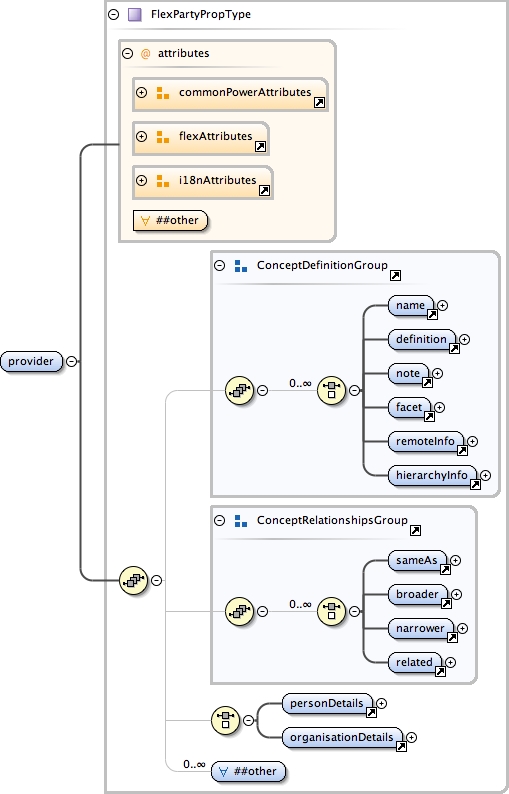 FlexPartyPropType
@ attributes
commonPowerAttributes
flexAttributes
i18nAttributes
∀ ##other
ConceptDefinitionGroup
name
definition
0..∞
note
facet
remoteInfo
hierarchyInfo
provider
ConceptRelationshipsGroup
sameAs
broader
0..∞
narrower
related
personDetails
organisationDetails
0..∞
∀ ##other